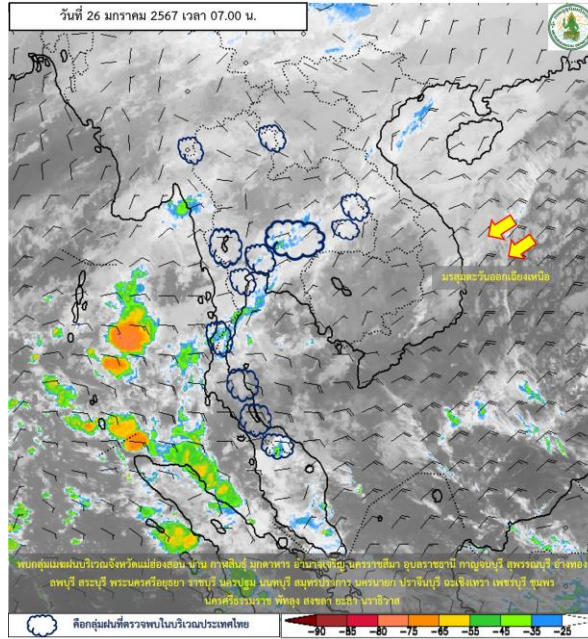 วันที่ 26 มกราคม 2567 เวลา 07.00 น.
มรสุมตะวันออกเฉียงเหนือ
พบกลุ่มเมฆฝนบริเวณจังหวัดแม่ฮ่องสอน น่าน กาฬสินธุ์ มุกดาหาร อำนาจเจริญ นครราชสีมา อุบลราชธานี กาญจนบุรี สุพรรณบุรี อ่างทอง
ลพบุรี สระบุรี พระนครศรีอยุธยา ราชบุรี นครปฐม นนทบุรี สมุทรปราการ นครนายก ปราจีนบุรี ฉะเชิงเทรา เพชรบุรี ชุมพร
นครศรีธรรมราช พัทลุง สงขลา ยะลา นราธิวาส
คือกลุ่มฝนที่ตรวจพบในบริเวณประเทศไทย
-90 -85 -80 -75 -65 -55 -45 -35 -25